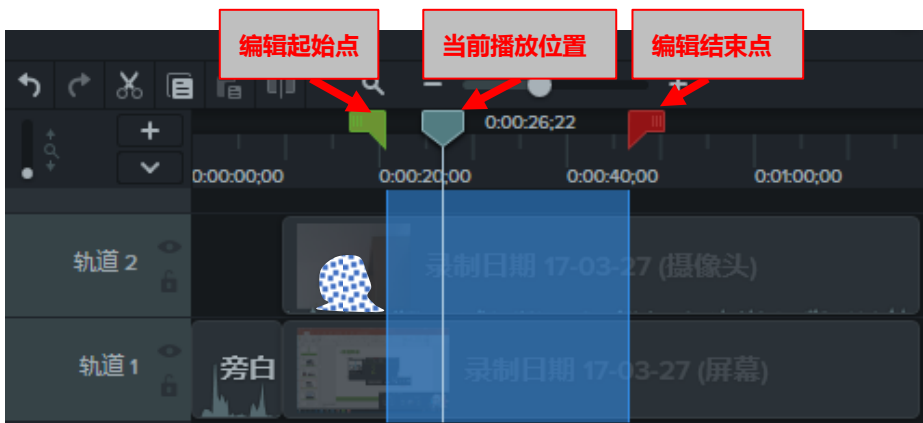 编辑起始点
当前播放位置
编辑结束点
0:00:26;22
0:00:00;00
0:00:20;00
0:00:40;00
0:01:00;00
轨道 2
录制日期 17-03-27 (摄像头)
轨道 1
旁白
录制日期 17-03-27 (屏幕)